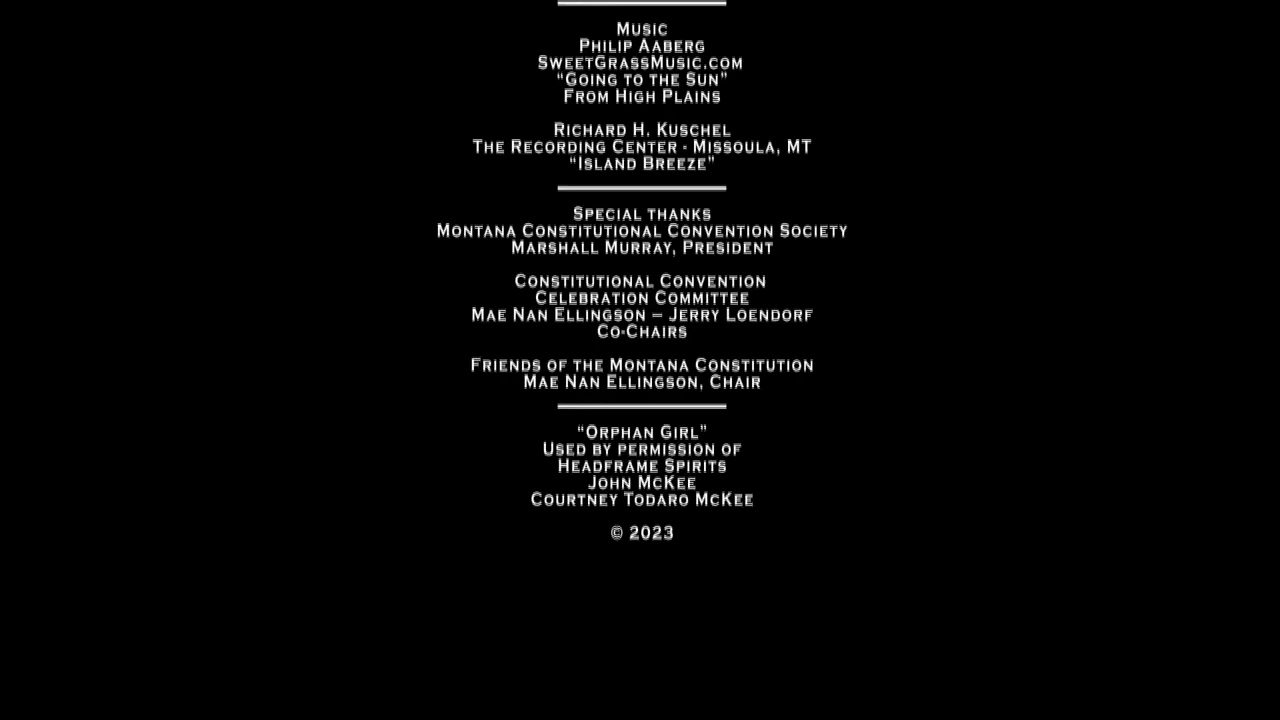 Music
Philip Aaberg
SweetGrassMusic.com
“Going to the Sun”
From High Plains
Richard H. Kuschel
The Recording Center - Missoula, MT
“Island Breeze”
Special thanks
Montana Constitutional Convention Society
Marshall Murray, President
Constitutional Convention
Celebration Committee
Mae Nan Ellingson – Jerry Loendorf
Co-Chairs
Friends of the Montana Constitution
Mae Nan Ellingson, Chair
“Orphan Girl”
Used by permission of
Headframe Spirits
John McKee
Courtney Todaro McKee
© 2023